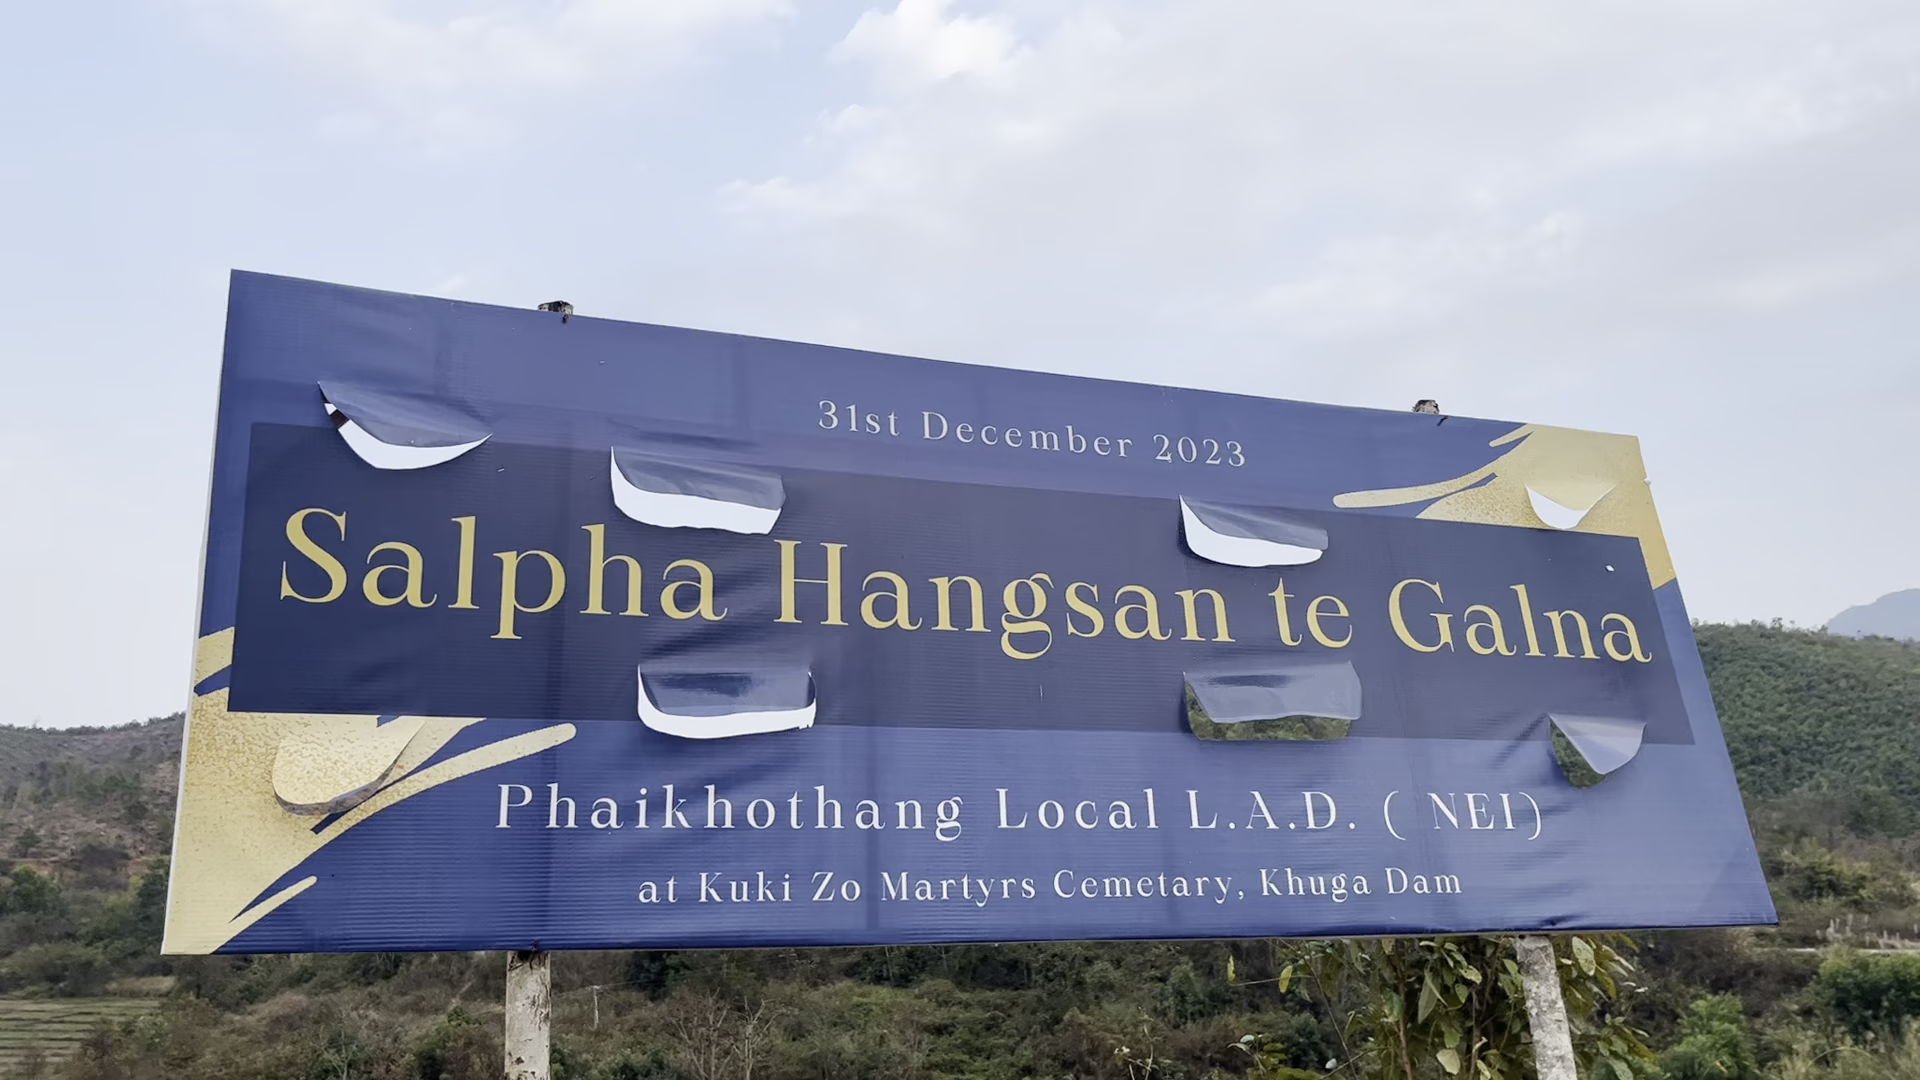 31st December 2023
Salpha Hangsan te Galna
Phaikhothang Local L.A.D. ( NEI)
at Kuki Zo Martyrs Cemetary, Khuga Dam